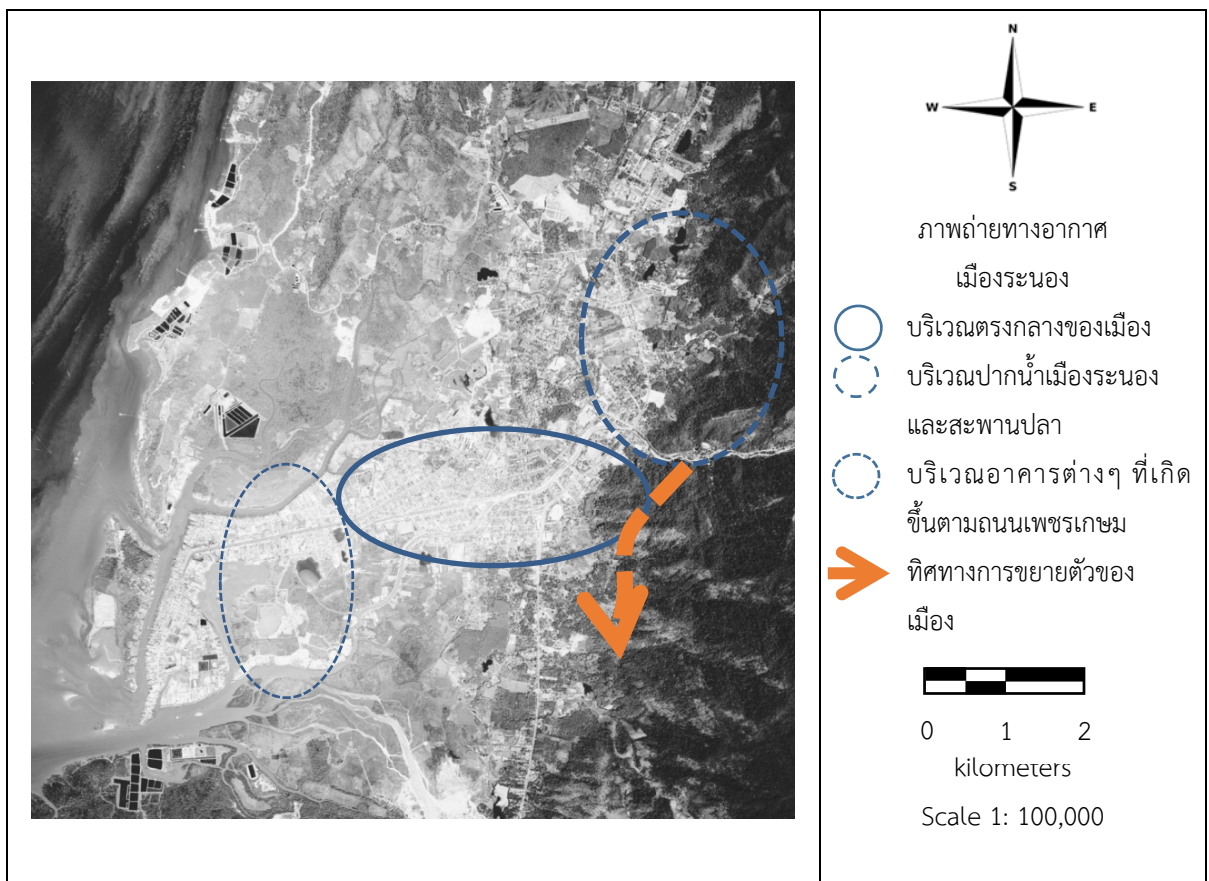 N
W E
S
ภาพถ่ายทางอากาศ
เมืองระนอง
บริเวณตรงกลางของเมือง
บริเวณปากน้ำเมืองระนอง
และสะพานปลา
บริเวณอาคารต่างๆ ที่เกิด
ขึ้นตามถนนเพชรเกษม
ทิศทางการขยายตัวของ
เมือง
0 1 2
kilometers
Scale 1: 100,000